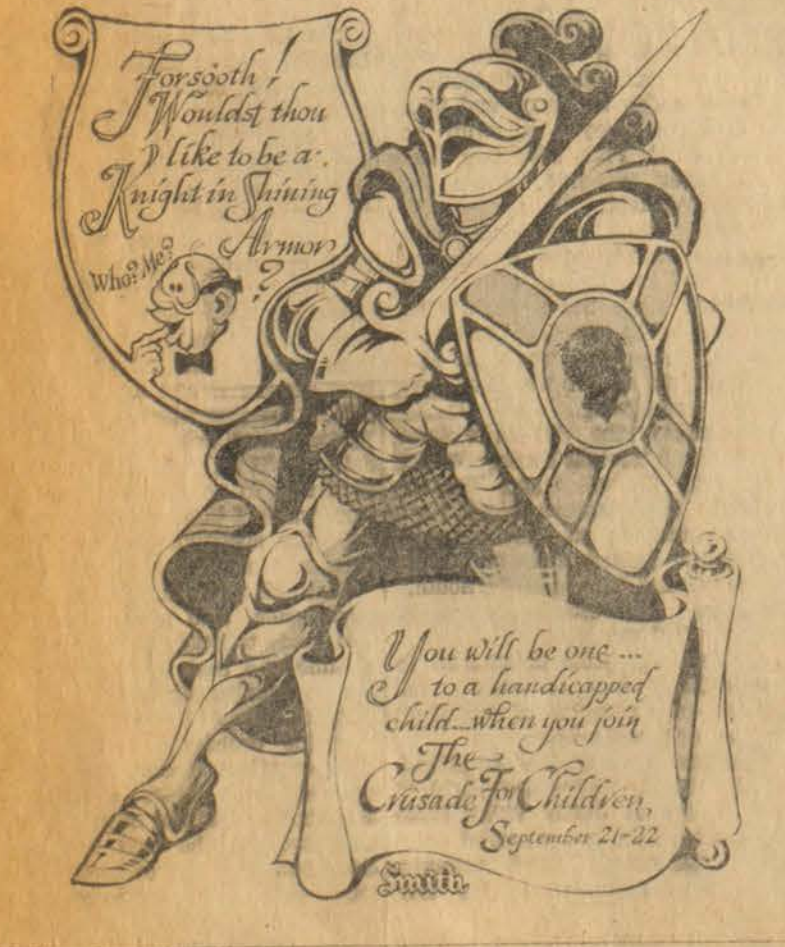 Forsooth!
Wouldst thou
like to be a
Knight in Shining
Armor
?
Who? Me?
You will be one...
to a handicapped
child...when you join
The
Crusade For Children
September 21-22
Smith